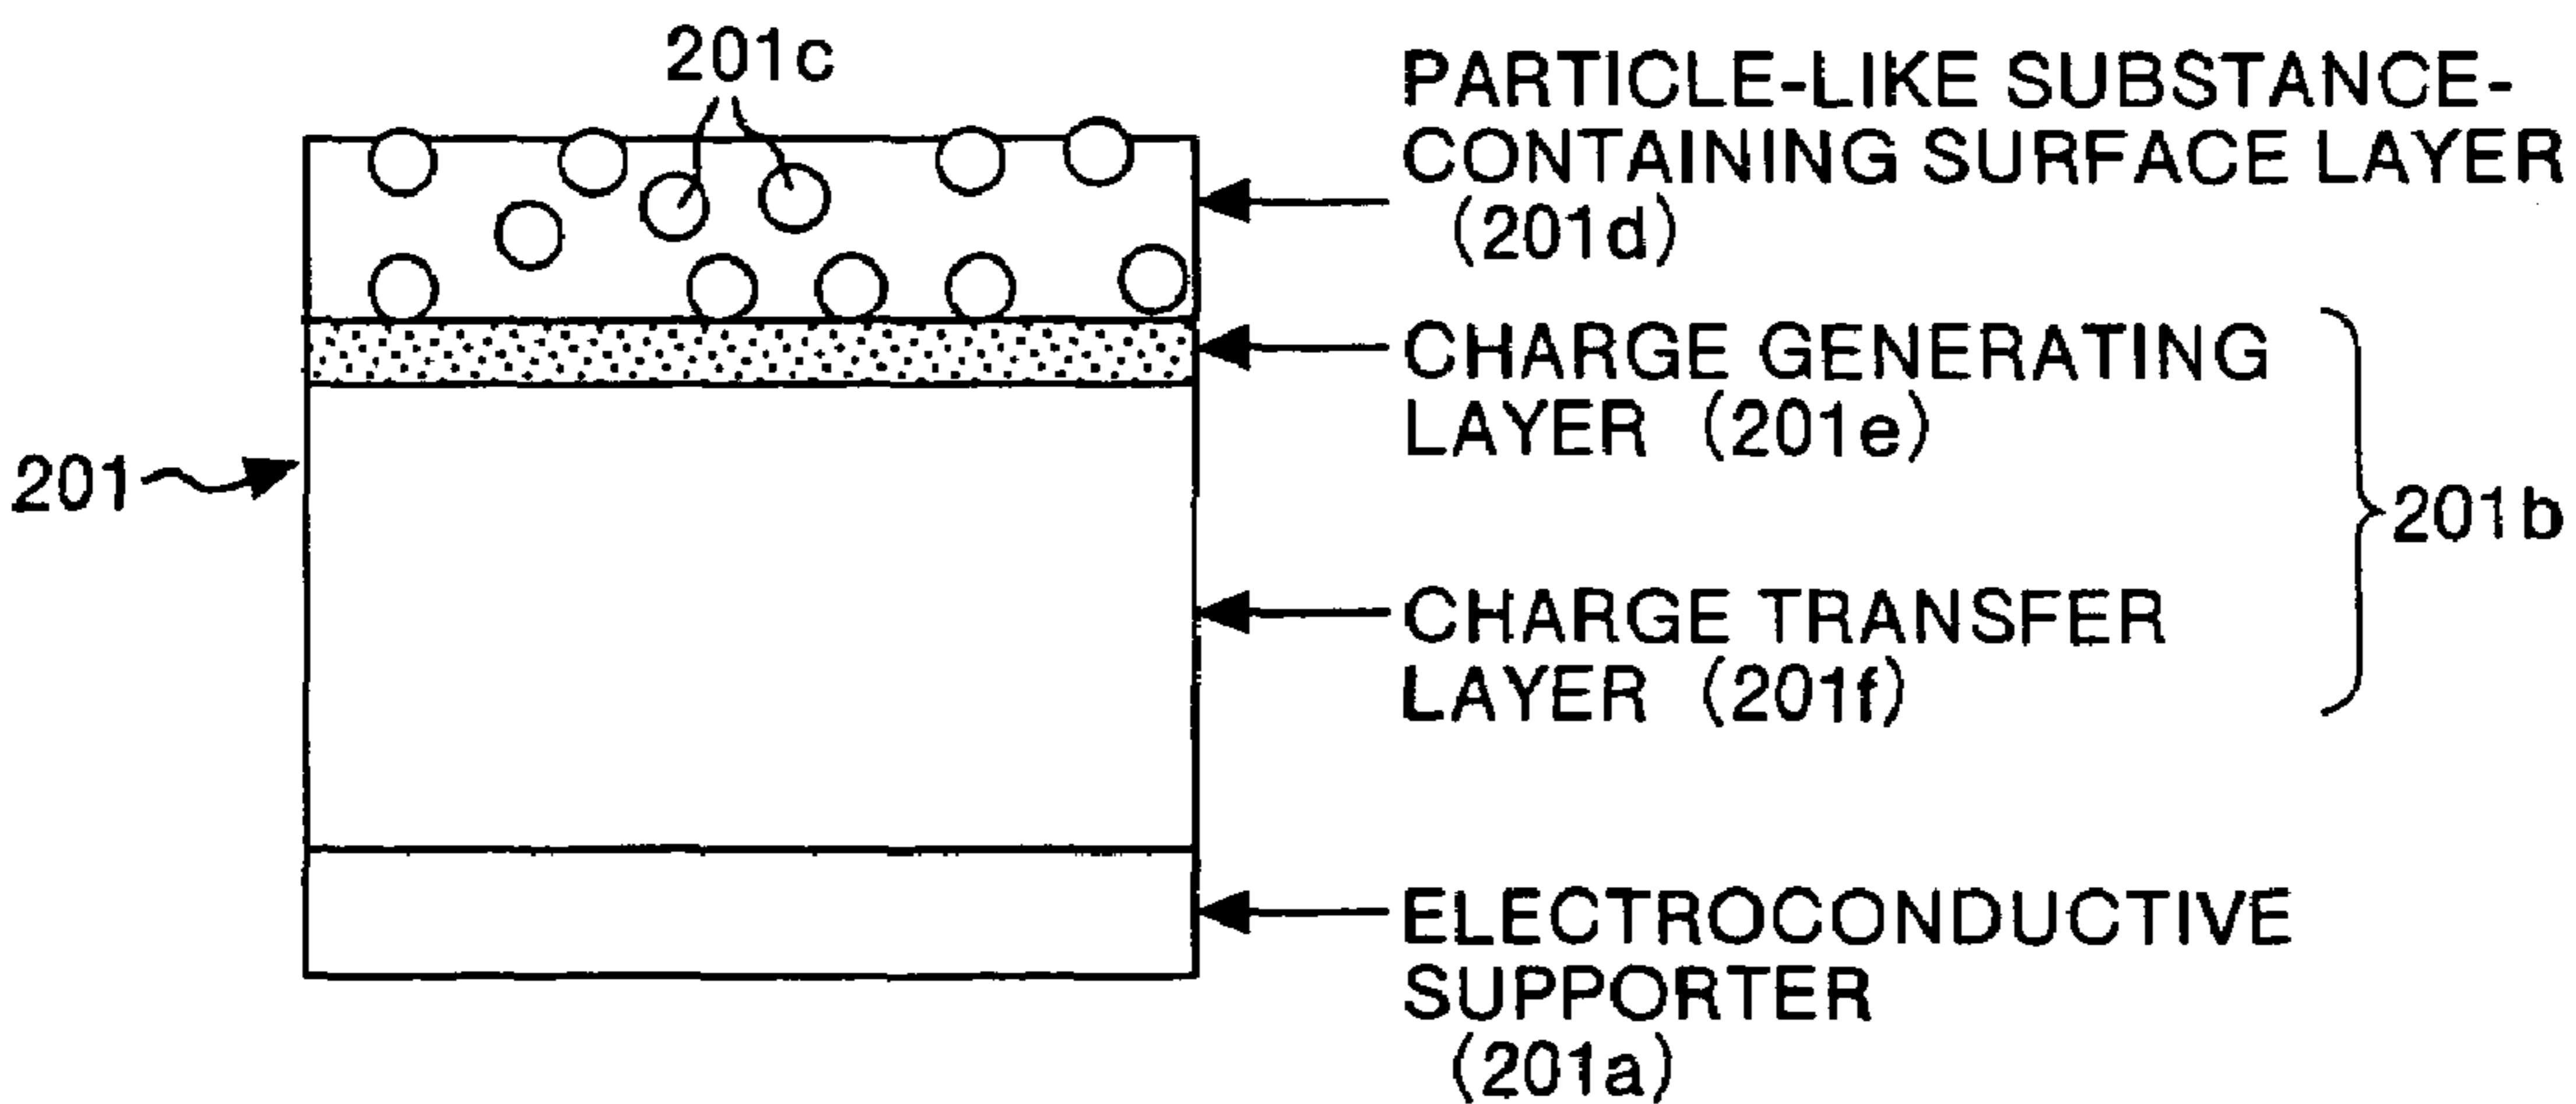 201c
PARTICLE-LIKE SUBSTANCE-
CONTAINING SURFACE LAYER
(201d)
CHARGE GENERATING
LAYER (201e)
201
201b
CHARGE TRANSFER
LAYER (201f)
ELECTROCONDUCTIVE
SUPPORTER
(201a)